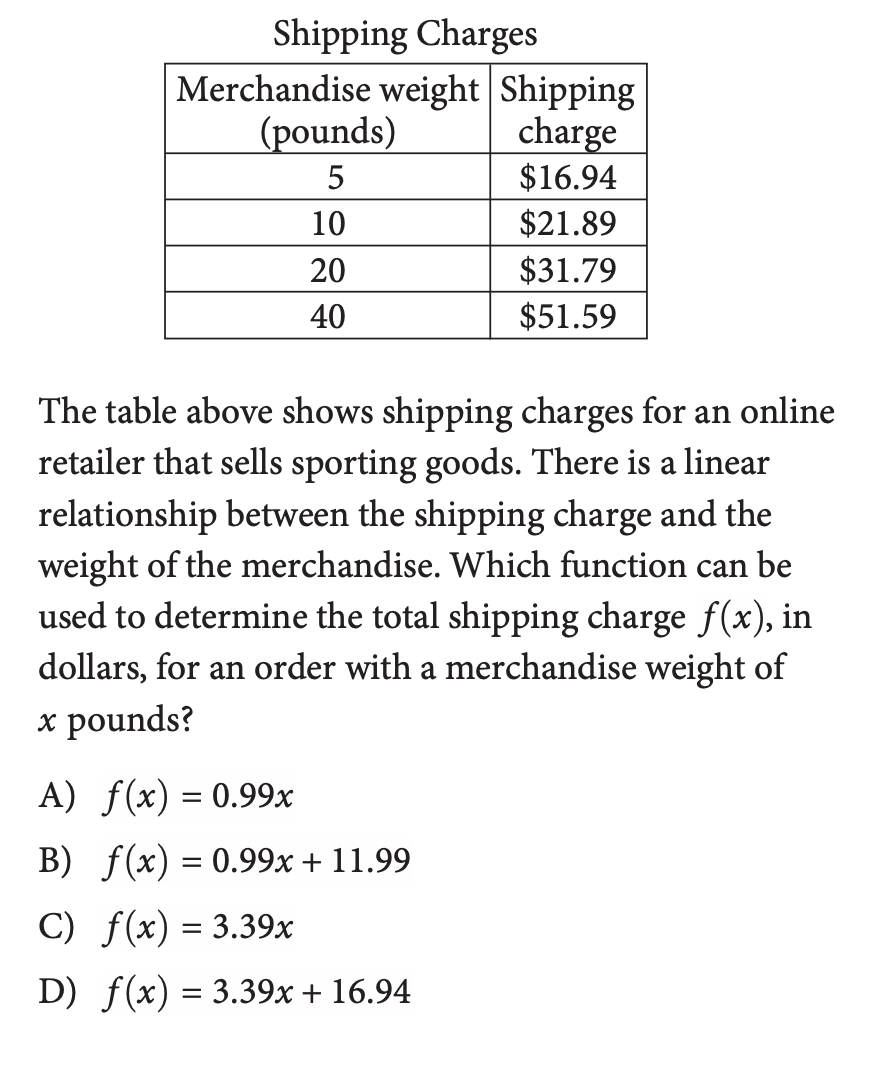 Shipping Charges
Merchandise weight Shipping
(pounds) charge
5 $16.94
10 $21.89
20 $31.79
40 $51.59
The table above shows shipping charges for an online
retailer that sells sporting goods. There is a linear
relationship between the shipping charge and the
weight of the merchandise. Which function can be
used to determine the total shipping charge f(x), in
dollars, for an order with a merchandise weight of
x pounds?
A) f(x) = 0.99x
B) f(x) = 0.99x + 11.99
C) f(x) = 3.39x
D) f(x) = 3.39x + 16.94